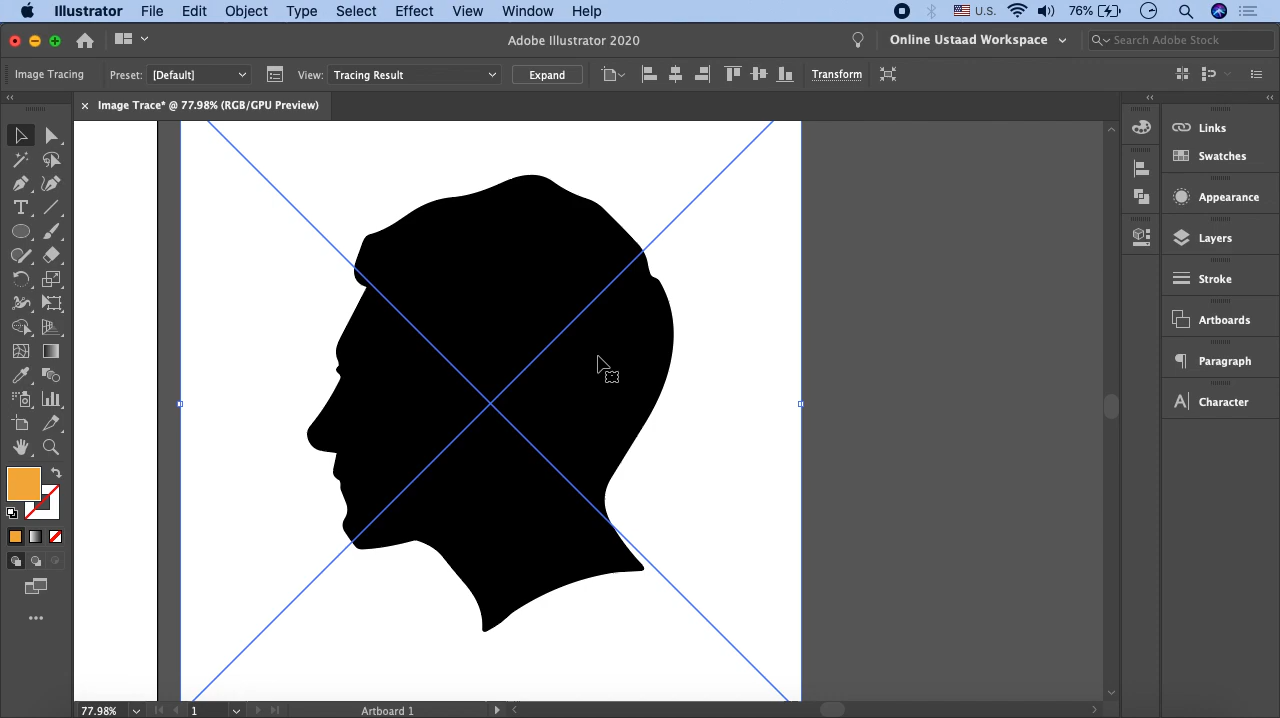 Illustrator File Edit Object Type Select Effect View Window Help U.S. 76%
Adobe Illustrator 2020 Online Ustaad Workspace Search Adobe Stock
Image Tracing Preset: [Default] View: Tracing Result Expand Transform
× Image Trace* @ 77.98% (RGB/GPU Preview)
Links
Swatches
Appearance
Layers
Stroke
Artboards
Paragraph
Character
77.98% 1 Artboard 1